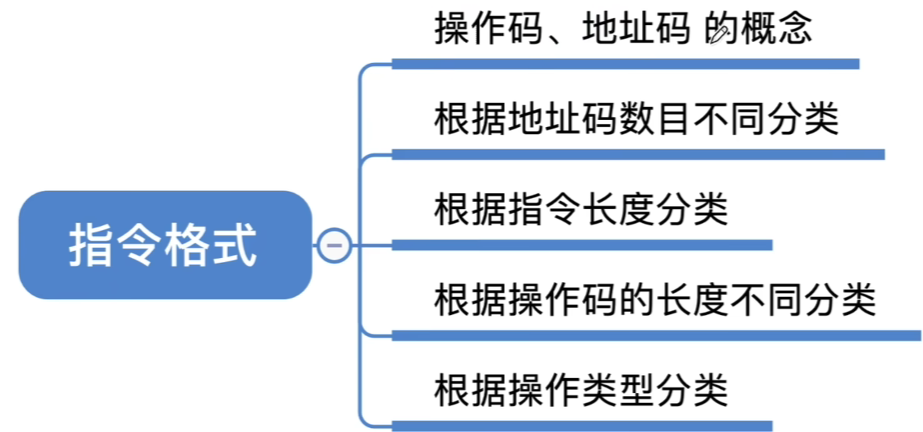 操作码、地址码 的概念
根据地址码数目不同分类
指令格式
根据指令长度分类
根据操作码的长度不同分类
根据操作类型分类